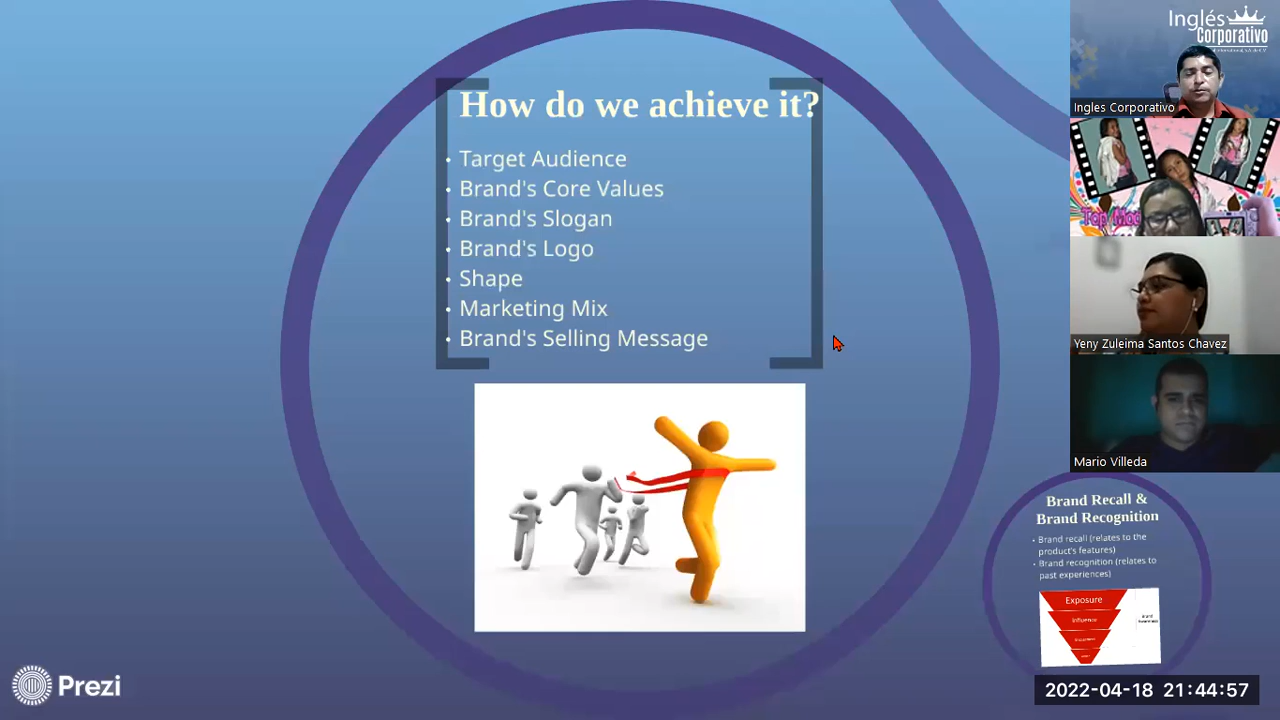 How do we achieve it?
• Target Audience
• Brand's Core Values
• Brand's Slogan
• Brand's Logo
• Shape
• Marketing Mix
• Brand's Selling Message
Prezi
Inglés
Corporativo
Ingles Corporativo
Yeny Zuleima Santos Chavez
Mario Villeda
Brand Recall &
Brand Recognition
• Brand recall (relates to the
product's features)
• Brand recognition (relates to
past experiences)
Exposure
Influence
2022-04-18 21:44:57